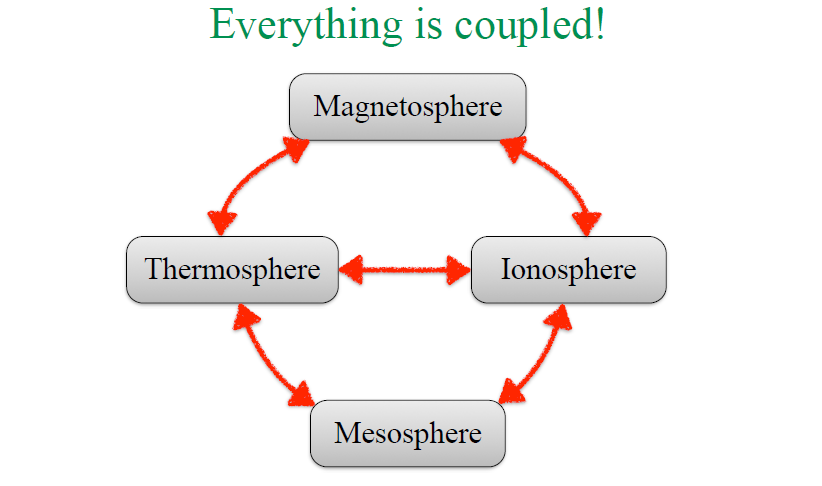 Everything is coupled!
Magnetosphere
Thermosphere
Ionosphere
Mesosphere